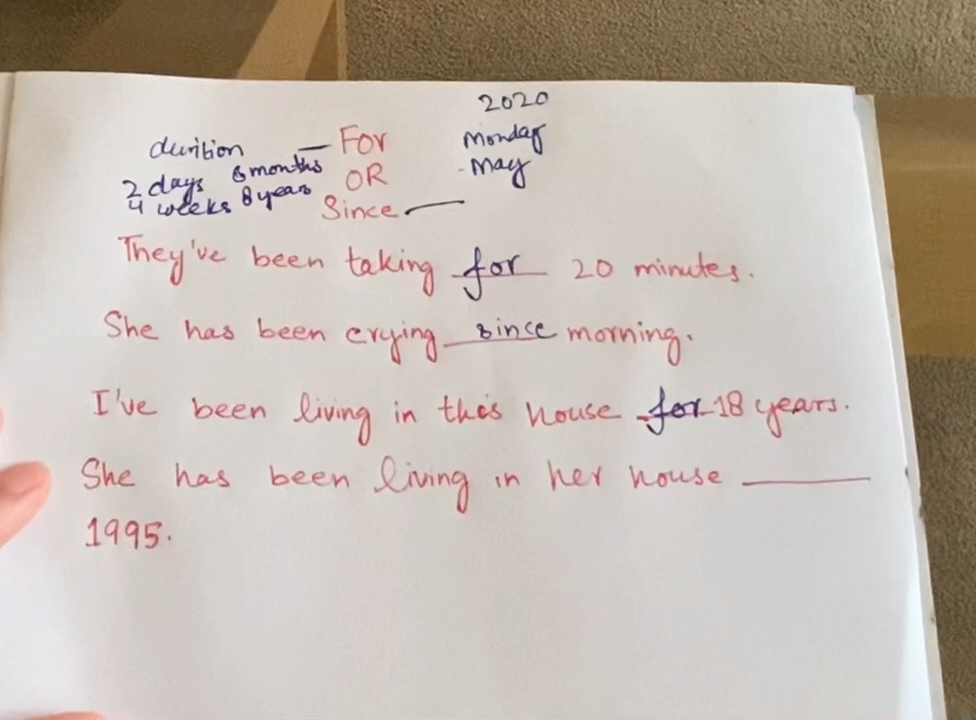 2020
durition — For Monday
2 days 6 months OR - May
4 weeks 8 years Since —
They've been taking for 20 minutes.
She has been crying since morning.
I've been living in this house for 18 years.
She has been living in her house ______
1995.